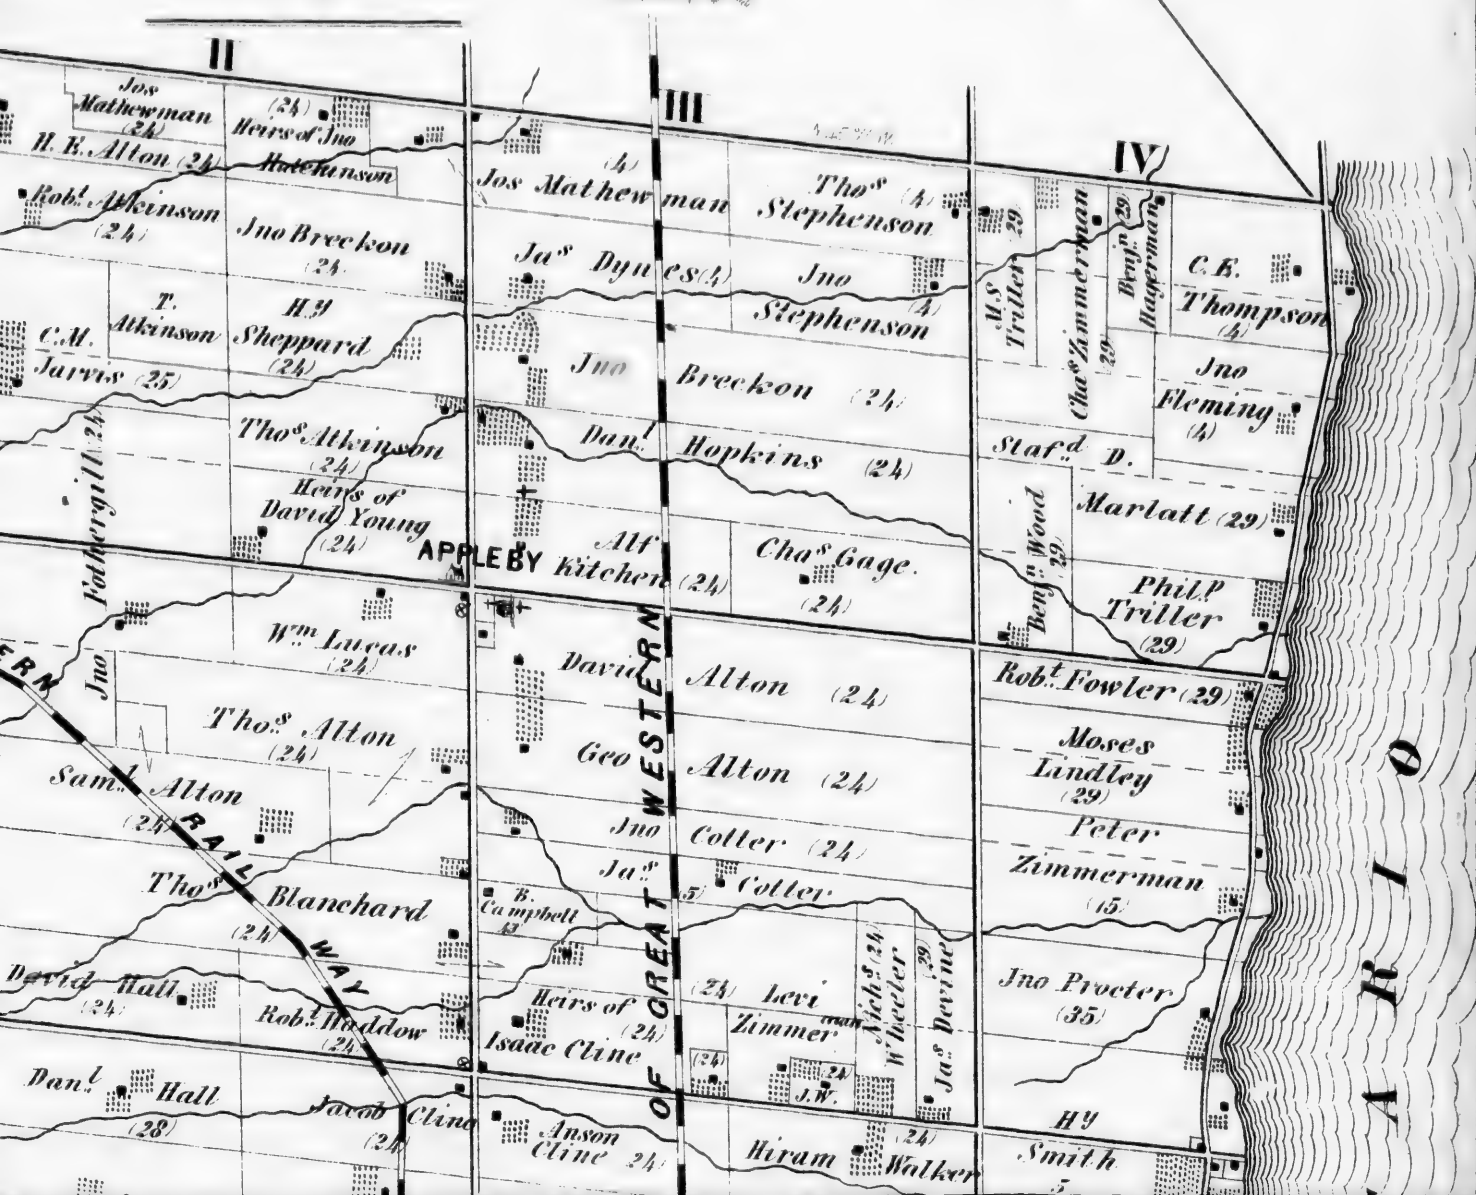 II
III
IV
Jos
Mathewman
(24)
(24)
Heirs of Jno
Hutchinson
H. E. Alton (24)
Robt. Atkinson
(24)
Jno Breckon
(24)
T.
Atkinson
Hy
Sheppard
(24)
C.M.
Jarvis (25)
Thos Atkinson
(24)
Heirs of
David Young
(24)
Jno Fothergill (24)
(4)
Jos Mathewman
Thos (4)
Stephenson
Jas Dynes (4)
Jno
(4)
Stephenson
Jno Breckon (24)
Danl. Hopkins (24)
APPLEBY
Alf
Kitchen (24)
Chas Gage.
(24)
M.S
Triller 29
Chas Zimmerman
29
Benjn (29)
Hagerman
C. E.
Thompson
(4)
Jno
Fleming
(4)
Stafd. D.
Marlatt (29)
Benjn Wood
(29)
Phil.p
Triller
(29)
Wm Lucas
(24)
Thos. Alton
(24)
Saml. Alton
(24)
Thos Blanchard
(24)
David Hall
(24)
Robt. Haddow
(24)
ERN
RAIL
WAY
David Alton (24)
Geo Alton (24)
Jno Cotter (24)
Jas. 5) Cotter
B.
Campbell
13
OF GREAT WESTERN
Heirs of
(24)
Isaac Cline
(24) Levi
Zimmerman
(24)
(24)
J.W.
Nichs (24)
Wheeler
(29)
Jas Devine
Robt. Fowler (29)
Moses
Lindley
(29)
Peter
Zimmerman
(15)
Jno Procter
(35)
Danl. Hall
(28)
Jacob Cline
(24)
Anson
Cline 24)
Hiram Walker
(24)
Hy
Smith
5
ARIO